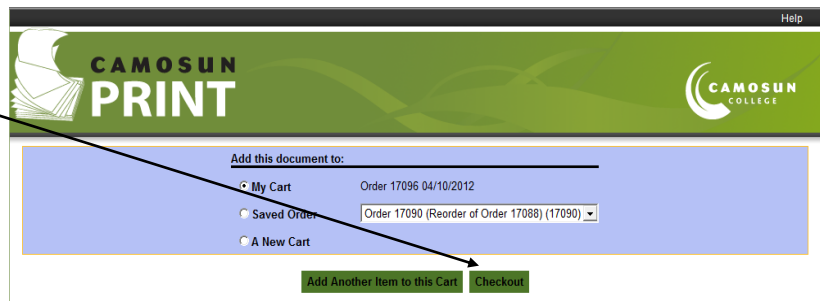 Help
CAMOSUN
PRINT
CAMOSUN
COLLEGE
Add this document to:
My Cart Order 17096 04/10/2012
Saved Order Order 17090 (Reorder of Order 17088) (17090)
A New Cart
Add Another Item to this Cart Checkout